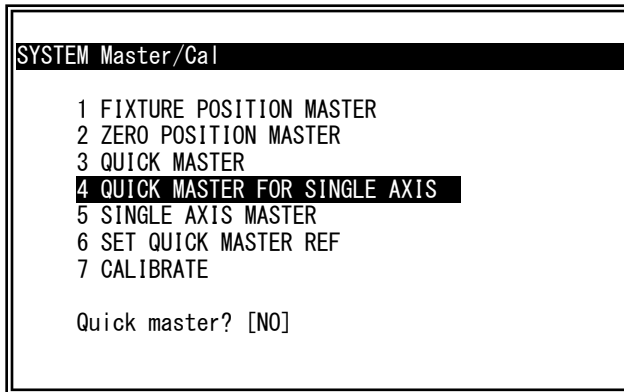 SYSTEM Master/Cal
1 FIXTURE POSITION MASTER
2 ZERO POSITION MASTER
3 QUICK MASTER
4 QUICK MASTER FOR SINGLE AXIS
5 SINGLE AXIS MASTER
6 SET QUICK MASTER REF
7 CALIBRATE
Quick master? [NO]